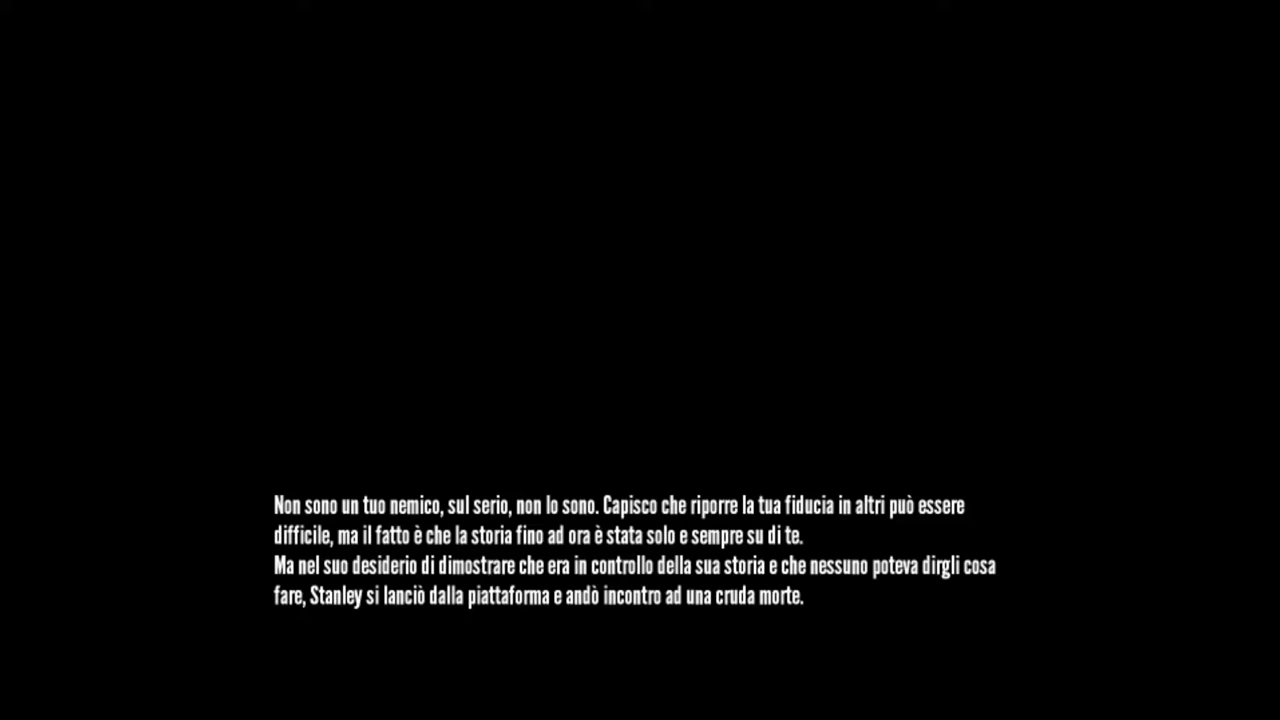 Non sono un tuo nemico, sul serio, non lo sono. Capisco che riporre la tua fiducia in altri può essere
difficile, ma il fatto è che la storia fino ad ora è stata solo e sempre su di te.
Ma nel suo desiderio di dimostrare che era in controllo della sua storia e che nessuno poteva dirgli cosa
fare, Stanley si lanciò dalla piattaforma e andò incontro ad una cruda morte.